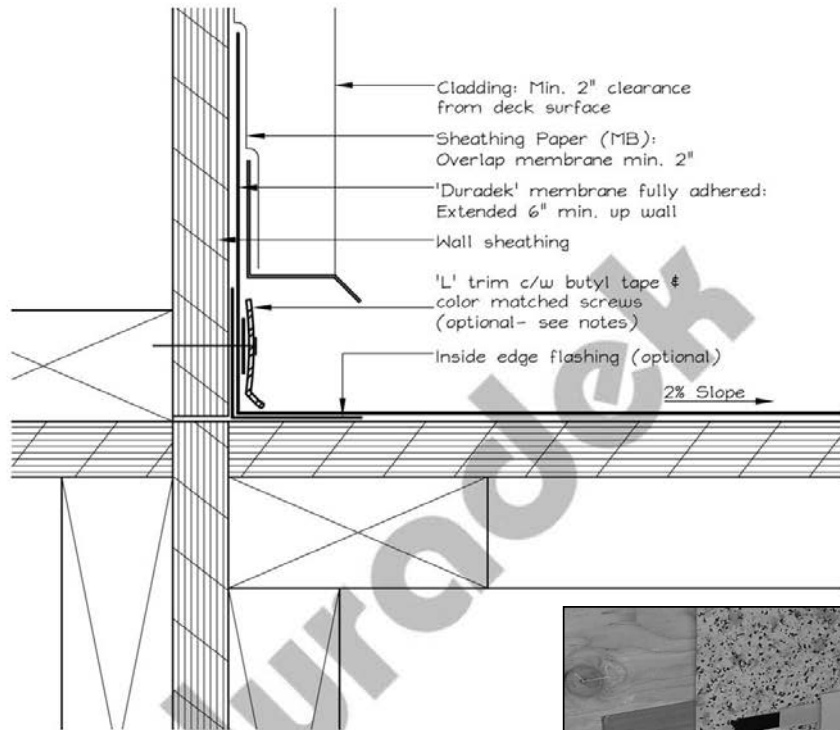 Cladding: Min. 2" clearance
from deck surface
Sheathing Paper (MB):
Overlap membrane min. 2"
'Duradek' membrane fully adhered:
Extended 6" min. up wall
Wall sheathing
'L' trim c/w butyl tape &
color matched screws
(optional- see notes)
Inside edge flashing (optional)
2% Slope
duradek